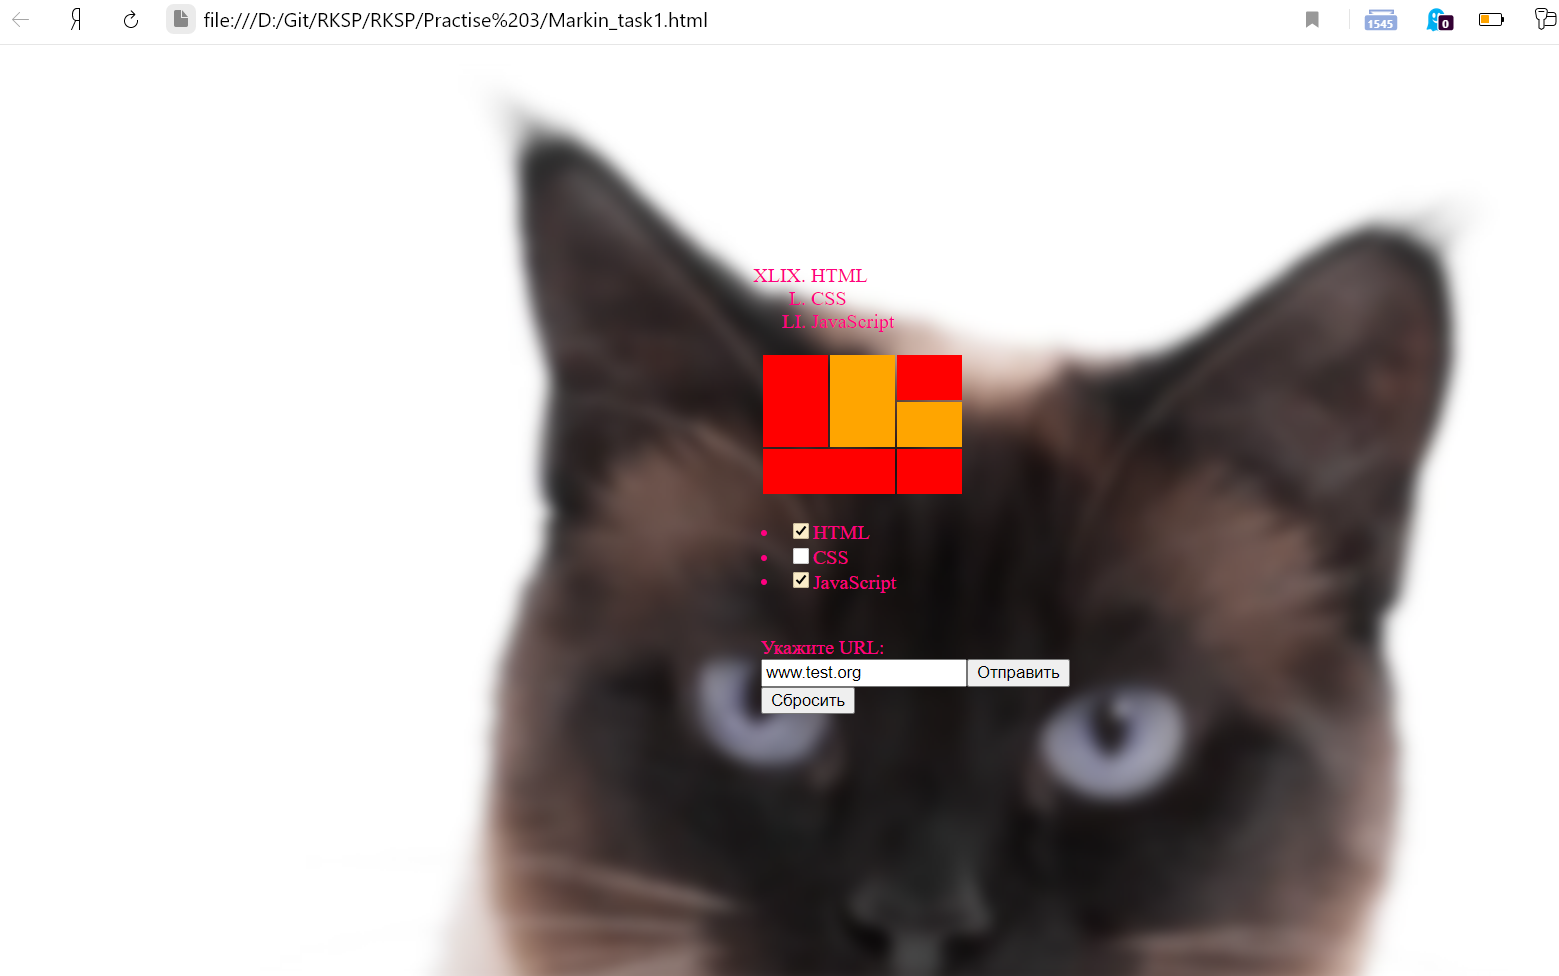 Я file:///D:/Git/RKSP/RKSP/Practise%203/Markin_task1.html 1545 0
XLIX. HTML
L. CSS
LI. JavaScript
• HTML
• CSS
• JavaScript
Укажите URL:
www.test.org Отправить
Сбросить